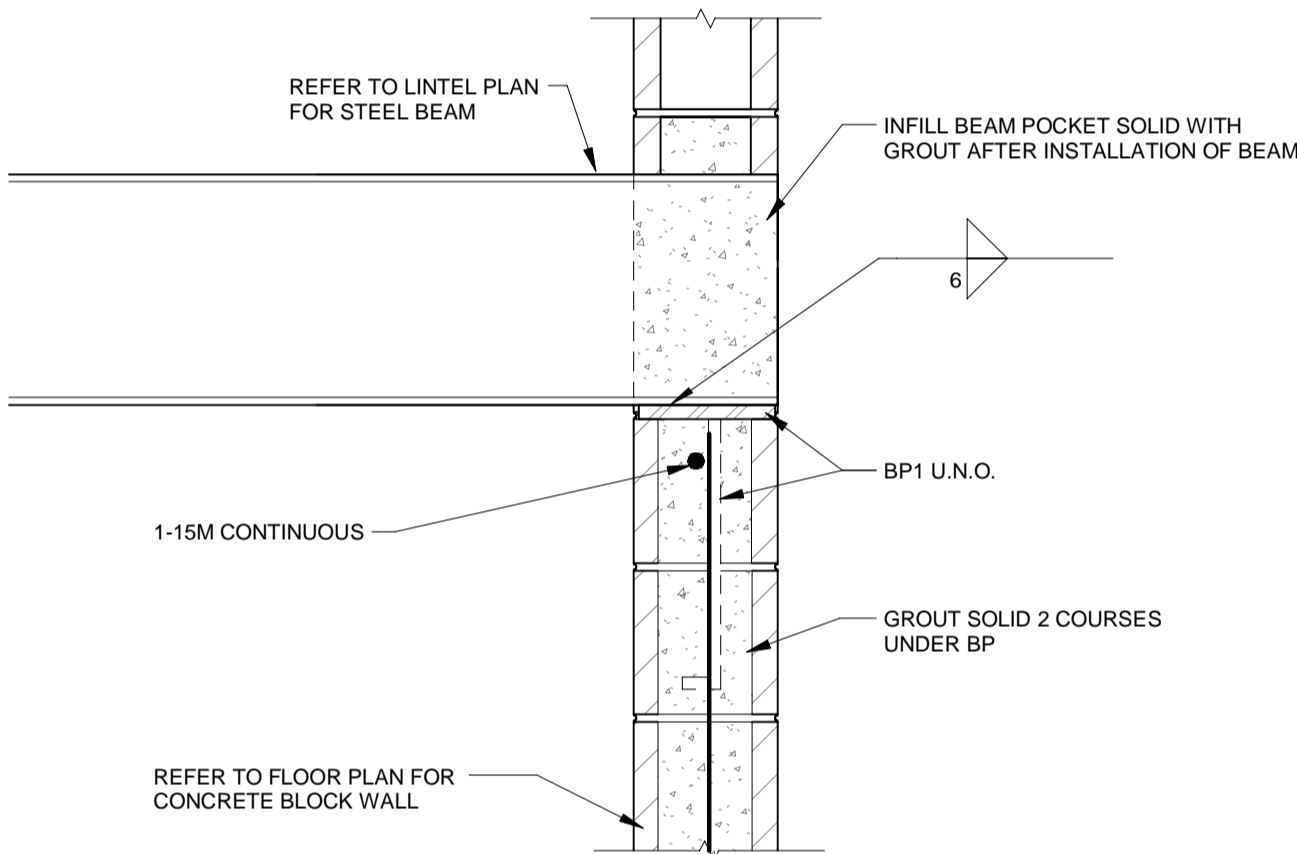 REFER TO LINTEL PLAN
FOR STEEL BEAM
INFILL BEAM POCKET SOLID WITH
GROUT AFTER INSTALLATION OF BEAM
6
BP1 U.N.O.
1-15M CONTINUOUS
GROUT SOLID 2 COURSES
UNDER BP
REFER TO FLOOR PLAN FOR
CONCRETE BLOCK WALL